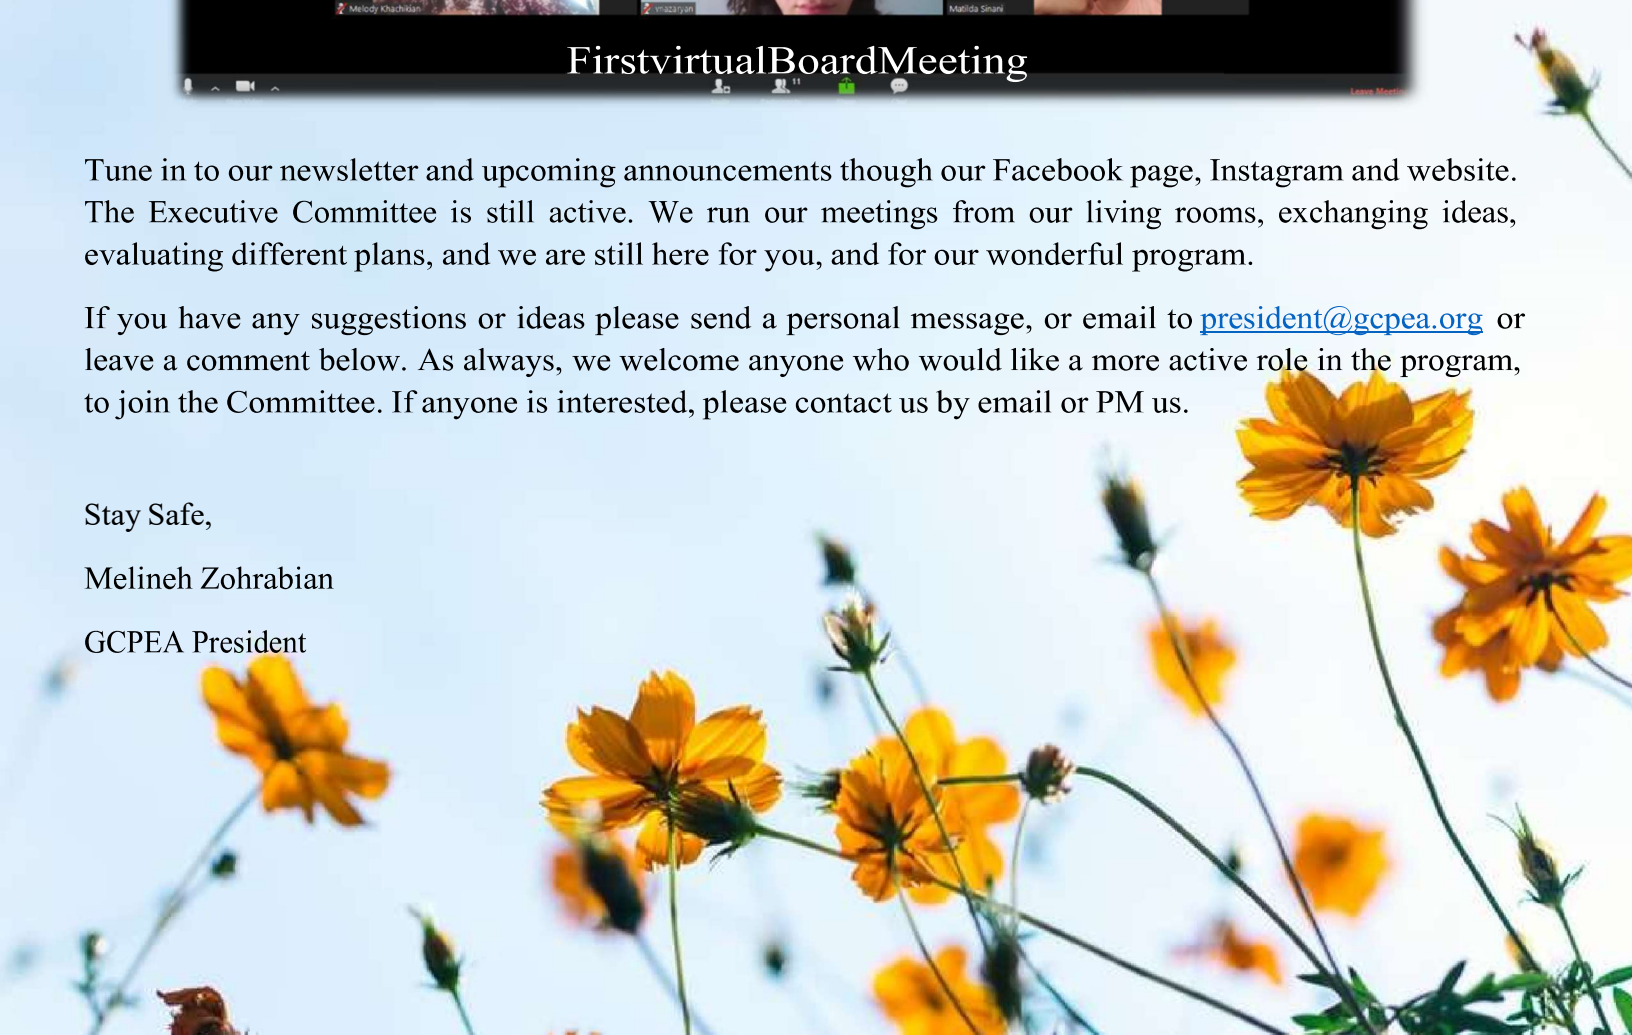 Melody Khachikian
vnazaryan
Matilda Sinani
FirstvirtualBoardMeeting
11
Leave Meeti
Tune in to our newsletter and upcoming announcements though our Facebook page, Instagram and website.
The Executive Committee is still active. We run our meetings from our living rooms, exchanging ideas,
evaluating different plans, and we are still here for you, and for our wonderful program.
If you have any suggestions or ideas please send a personal message, or email to president@gcpea.org or
leave a comment below. As always, we welcome anyone who would like a more active role in the program,
to join the Committee. If anyone is interested, please contact us by email or PM us.
Stay Safe,
Melineh Zohrabian
GCPEA President